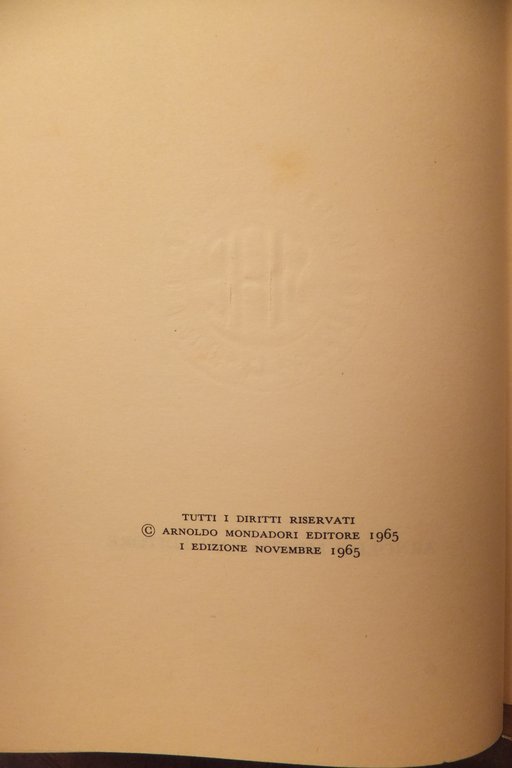 TUTTI I DIRITTI RISERVATI
© ARNOLDO MONDADORI EDITORE 1965
I EDIZIONE NOVEMBRE 1965